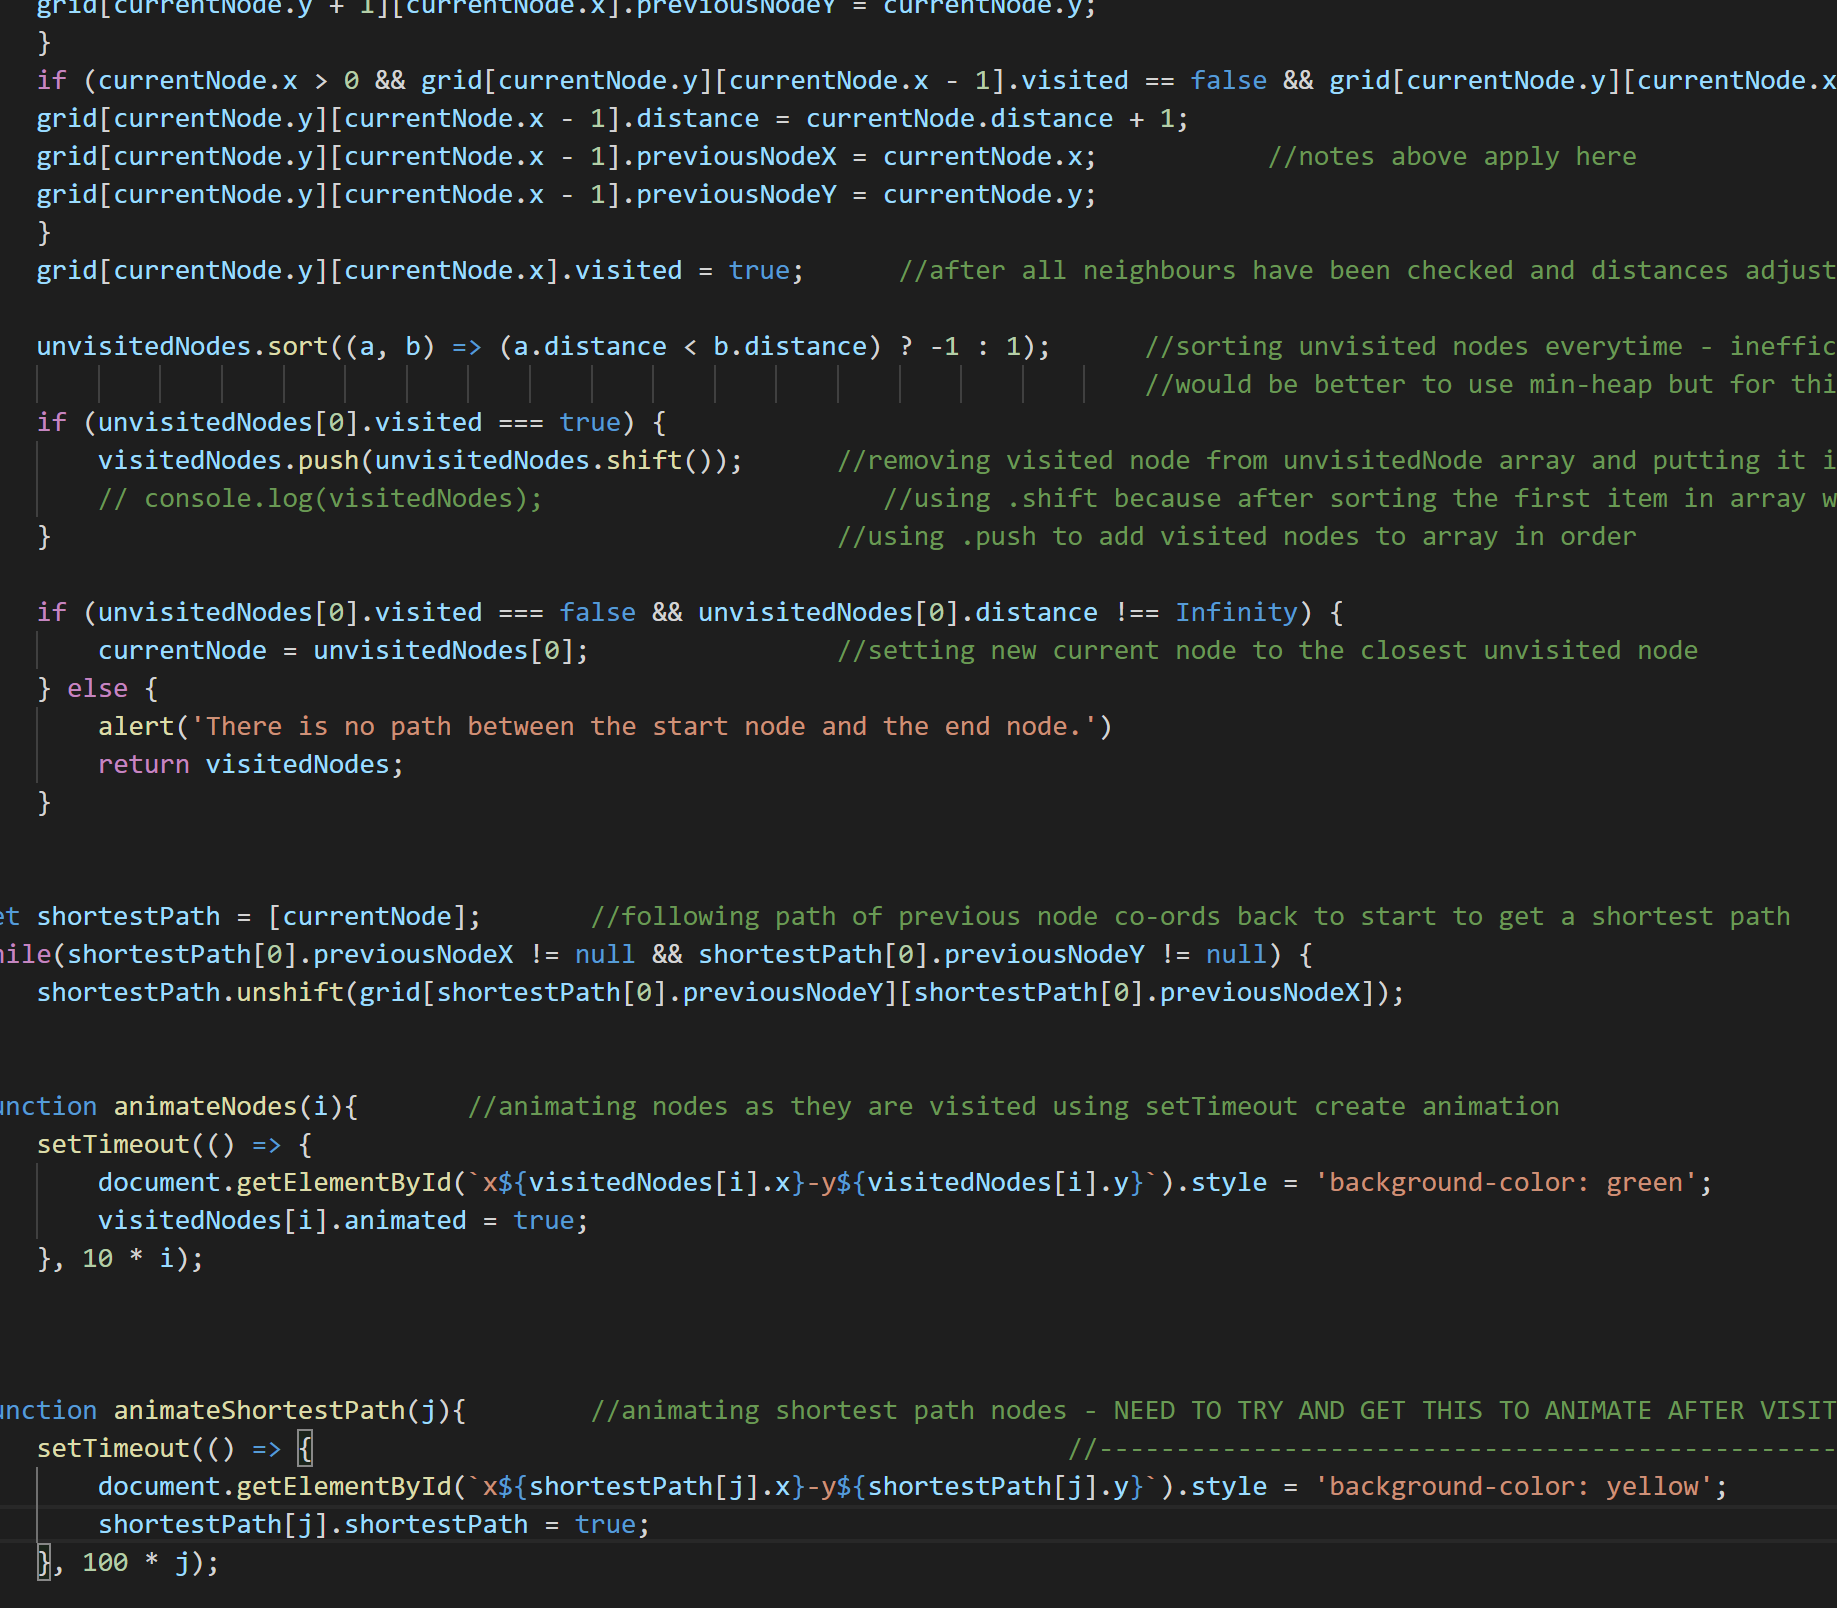 grid[currentNode.y + 1][currentNode.x].previousNodeY = currentNode.y;
}
if (currentNode.x > 0 && grid[currentNode.y][currentNode.x - 1].visited == false && grid[currentNode.y][currentNode.x
grid[currentNode.y][currentNode.x - 1].distance = currentNode.distance + 1;
grid[currentNode.y][currentNode.x - 1].previousNodeX = currentNode.x; //notes above apply here
grid[currentNode.y][currentNode.x - 1].previousNodeY = currentNode.y;
}
grid[currentNode.y][currentNode.x].visited = true; //after all neighbours have been checked and distances adjust
unvisitedNodes.sort((a, b) => (a.distance < b.distance) ? -1 : 1); //sorting unvisited nodes everytime - ineffic
//would be better to use min-heap but for thi
if (unvisitedNodes[0].visited === true) {
visitedNodes.push(unvisitedNodes.shift()); //removing visited node from unvisitedNode array and putting it i
// console.log(visitedNodes); //using .shift because after sorting the first item in array w
} //using .push to add visited nodes to array in order
if (unvisitedNodes[0].visited === false && unvisitedNodes[0].distance !== Infinity) {
currentNode = unvisitedNodes[0]; //setting new current node to the closest unvisited node
} else {
alert('There is no path between the start node and the end node.')
return visitedNodes;
}
et shortestPath = [currentNode]; //following path of previous node co-ords back to start to get a shortest path
hile(shortestPath[0].previousNodeX != null && shortestPath[0].previousNodeY != null) {
shortestPath.unshift(grid[shortestPath[0].previousNodeY][shortestPath[0].previousNodeX]);
unction animateNodes(i){ //animating nodes as they are visited using setTimeout create animation
setTimeout(() => {
document.getElementById(`x${visitedNodes[i].x}-y${visitedNodes[i].y}`).style = 'background-color: green';
visitedNodes[i].animated = true;
}, 10 * i);
unction animateShortestPath(j){ //animating shortest path nodes - NEED TO TRY AND GET THIS TO ANIMATE AFTER VISIT
setTimeout(() => { //------------------------------------------------
document.getElementById(`x${shortestPath[j].x}-y${shortestPath[j].y}`).style = 'background-color: yellow';
shortestPath[j].shortestPath = true;
}, 100 * j);